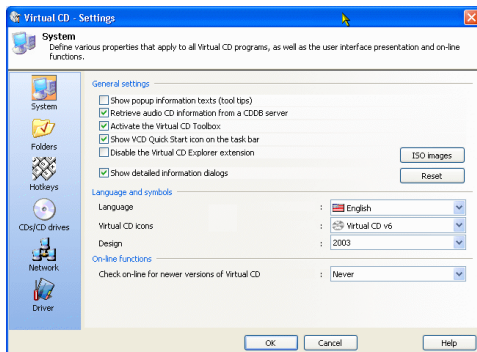 Virtual CD - Settings
System
Define various properties that apply to all Virtual CD programs, as well as the user interface presentation and on-line
functions.
System
Folders
Hotkeys
CDs/CD drives
Network
Driver
General settings
Show popup information texts (tool tips)
Retrieve audio CD information from a CDDB server
Activate the Virtual CD Toolbox
Show VCD Quick Start icon on the task bar
Disable the Virtual CD Explorer extension
ISO images
Show detailed information dialogs
Reset
Language and symbols
Language : English
Virtual CD icons : Virtual CD v6
Design : 2003
On-line functions
Check on-line for newer versions of Virtual CD : Never
OK Cancel Help